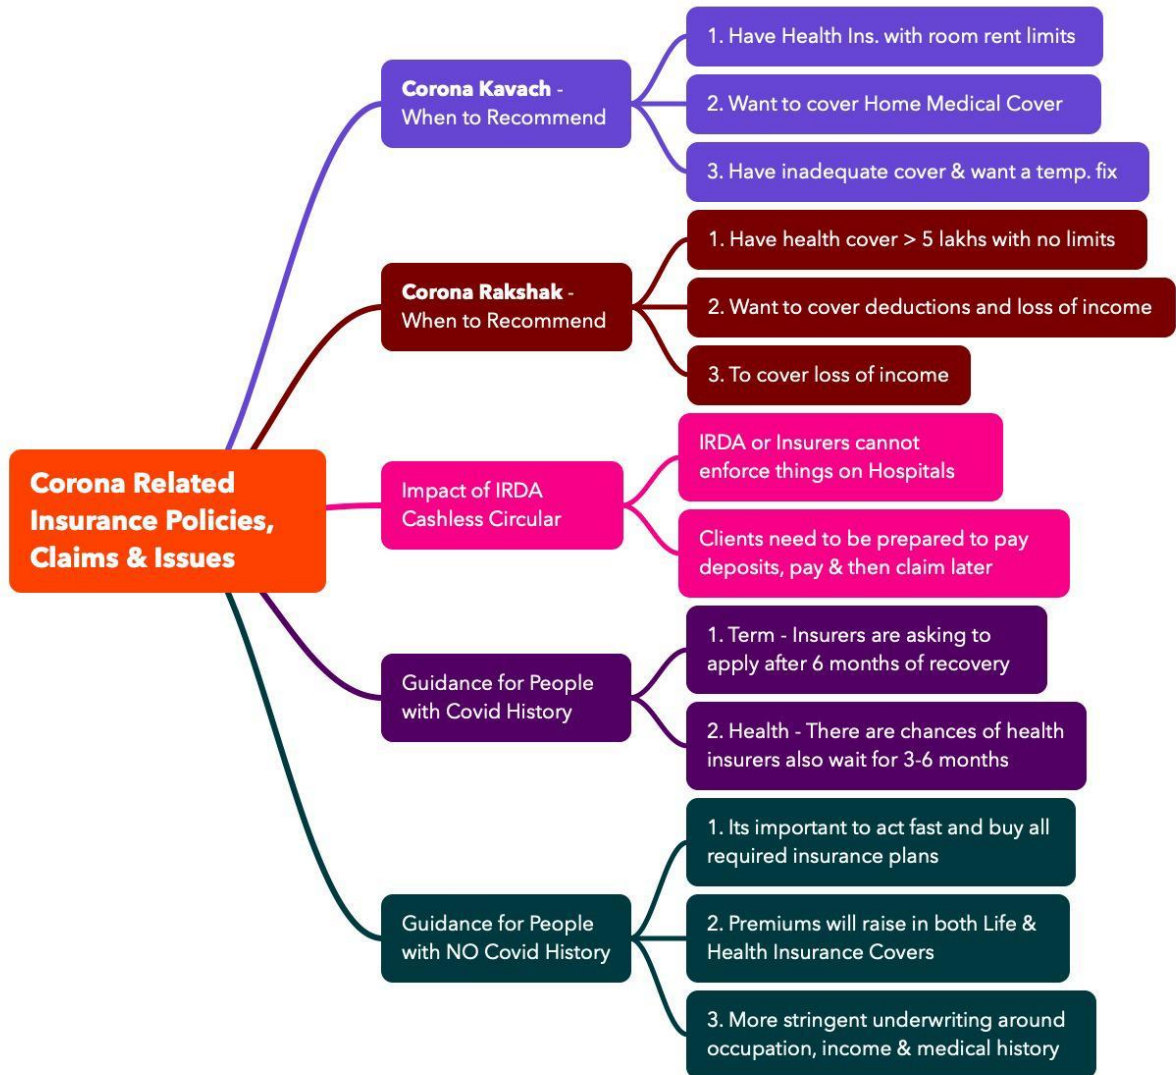 Corona Related
Insurance Policies,
Claims & Issues
Corona Kavach -
When to Recommend
1. Have Health Ins. with room rent limits
2. Want to cover Home Medical Cover
3. Have inadequate cover & want a temp. fix
Corona Rakshak -
When to Recommend
1. Have health cover > 5 lakhs with no limits
2. Want to cover deductions and loss of income
3. To cover loss of income
Impact of IRDA
Cashless Circular
IRDA or Insurers cannot
enforce things on Hospitals
Clients need to be prepared to pay
deposits, pay & then claim later
Guidance for People
with Covid History
1. Term - Insurers are asking to
apply after 6 months of recovery
2. Health - There are chances of health
insurers also wait for 3-6 months
Guidance for People
with NO Covid History
1. Its important to act fast and buy all
required insurance plans
2. Premiums will raise in both Life &
Health Insurance Covers
3. More stringent underwriting around
occupation, income & medical history